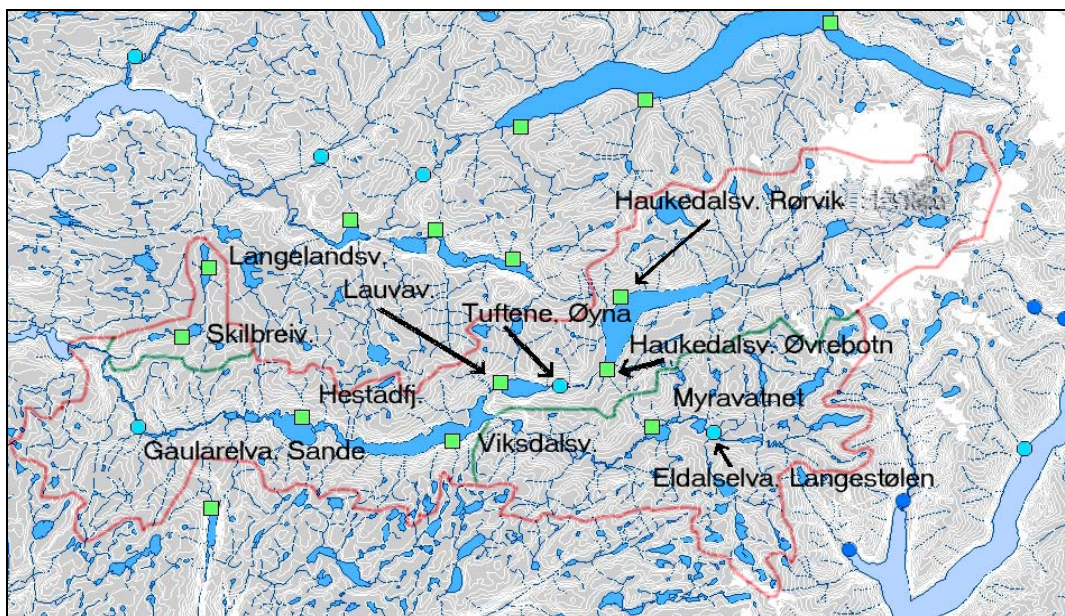 Haukedalsv. Rørvik
Langelandsv.
Lauvav.
Tuftene. Øyna
Skilbreiv.
Haukedalsv. Øvrebotn
Hestadfj.
Myravatnet
Gaularelva. Sande
Viksdalsv.
Eldalselva. Langestølen